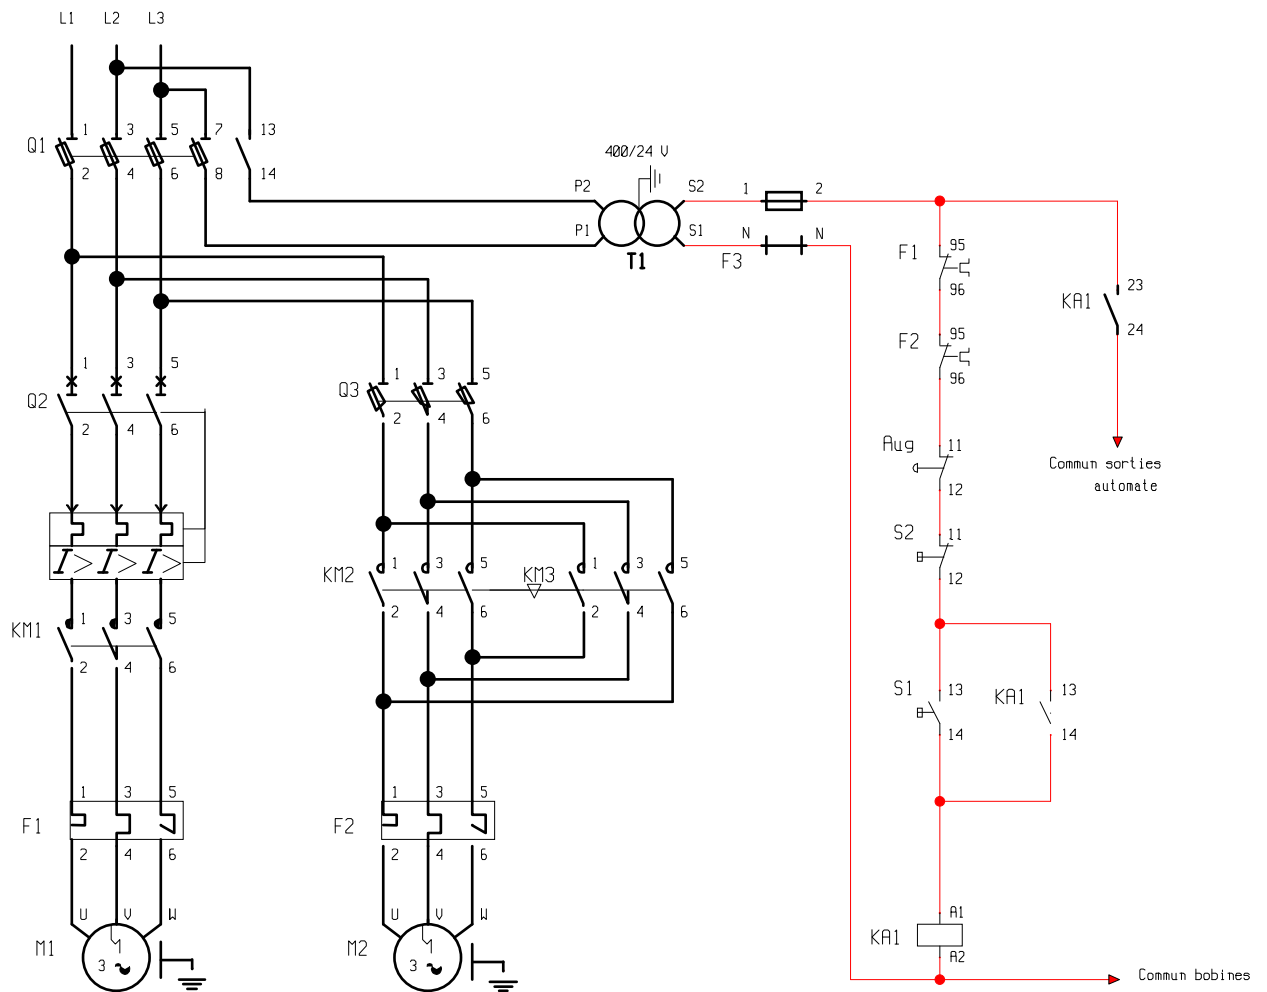 L1 L2 L3
1 3 5 7 13
Q1
2 4 6 8 14
400/24 V
P2 S2 1 2
P1 S1 N N
T1 F3
F1 95
96
KA1 23
24
F2 95
96
1 3 5
Q2
2 4 6
1 3 5
Q3
2 4 6
Aug 11
12
Commun sorties
automate
S2 11
12
1 3 5 1 3 5
KM2 KM3
2 4 6 2 4 6
1 3 5
KM1
2 4 6
S1 13 KA1 13
14 14
1 3 5 1 3 5
F1 F2
2 4 6 2 4 6
U V W U V W
M1 M2
3 3
A1
KA1
A2
Commun bobines